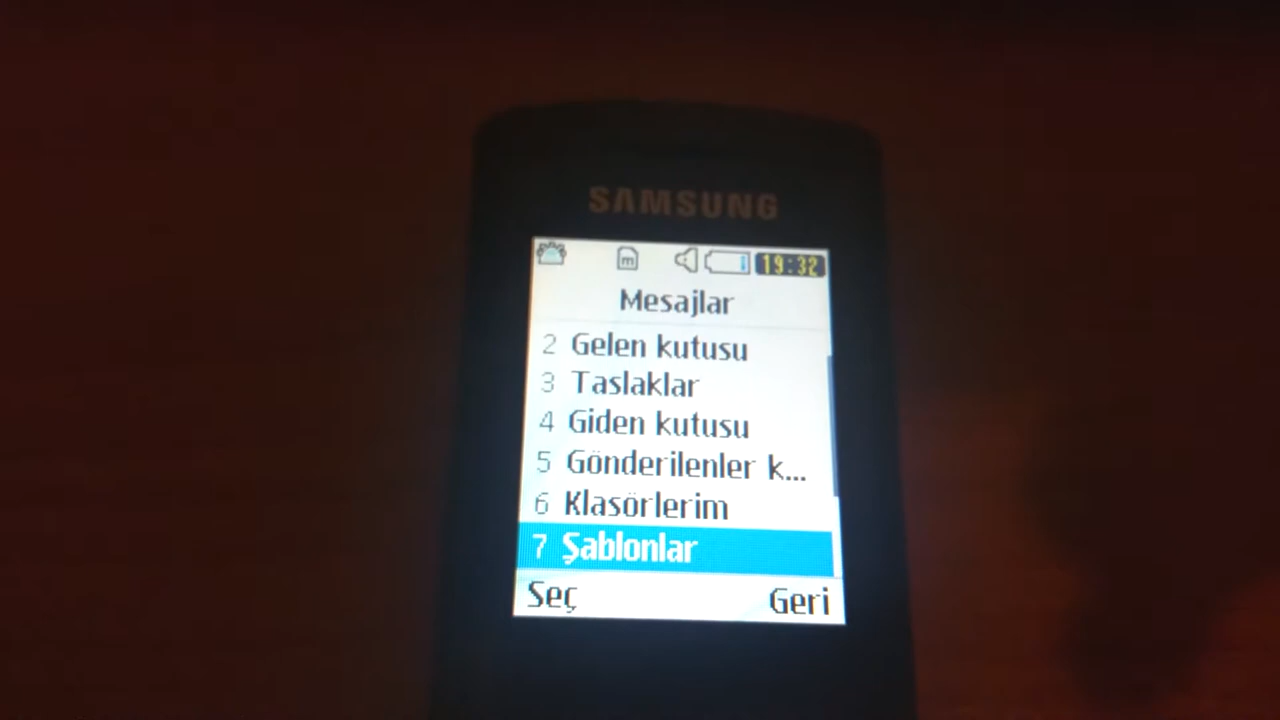 SAMSUNG
19:32
Mesajlar
2 Gelen kutusu
3 Taslaklar
4 Giden kutusu
5 Gönderilenler k...
6 Klasörlerim
7 Şablonlar
Seç Geri